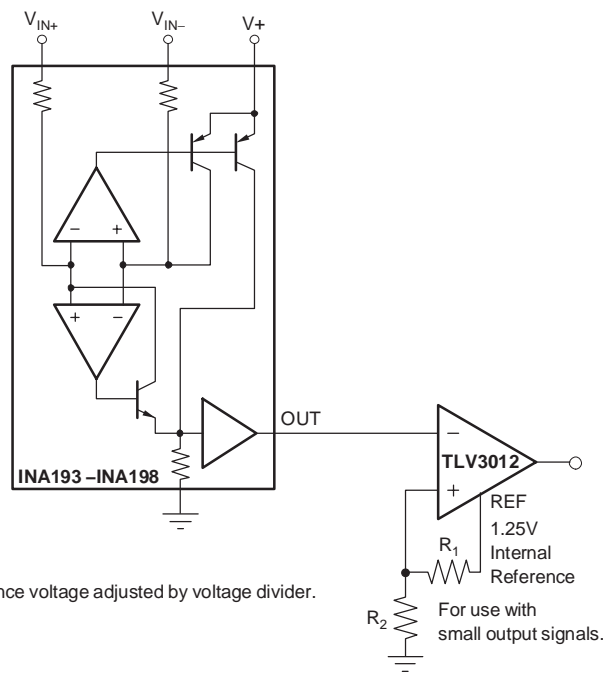 VIN+
VIN−
V+
− +
+ −
OUT
INA193 –INA198
−
TLV3012
+
REF
1.25V
Internal
Reference
R1
R2
For use with
small output signals.
nce voltage adjusted by voltage divider.